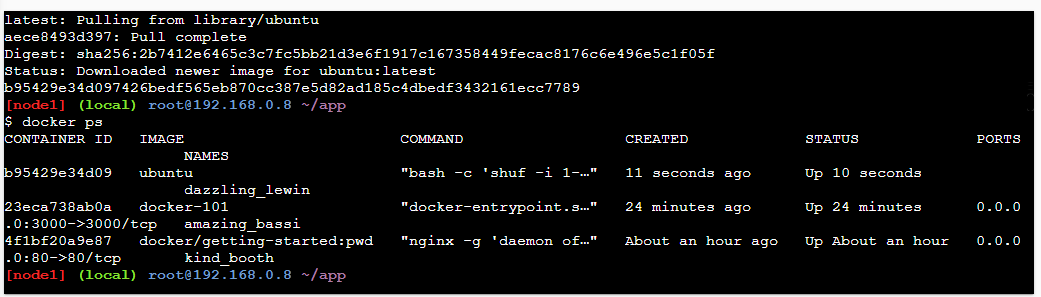 latest: Pulling from library/ubuntu
aece8493d397: Pull complete
Digest: sha256:2b7412e6465c3c7fc5bb21d3e6f1917c167358449fecac8176c6e496e5c1f05f
Status: Downloaded newer image for ubuntu:latest
b95429e34d097426bedf565eb870cc387e5d82ad185c4dbedf3432161ecc7789
[node1] (local) root@192.168.0.8 ~/app
$ docker ps
CONTAINER ID   IMAGE                        COMMAND                  CREATED             STATUS             PORTS
                    NAMES
b95429e34d09   ubuntu                       "bash -c 'shuf -i 1-…"   11 seconds ago      Up 10 seconds
                    dazzling_lewin
23eca738ab0a   docker-101                   "docker-entrypoint.s…"   24 minutes ago      Up 24 minutes      0.0.0
.0:3000->3000/tcp   amazing_bassi
4f1bf20a9e87   docker/getting-started:pwd   "nginx -g 'daemon of…"   About an hour ago   Up About an hour   0.0.0
.0:80->80/tcp       kind_booth
[node1] (local) root@192.168.0.8 ~/app